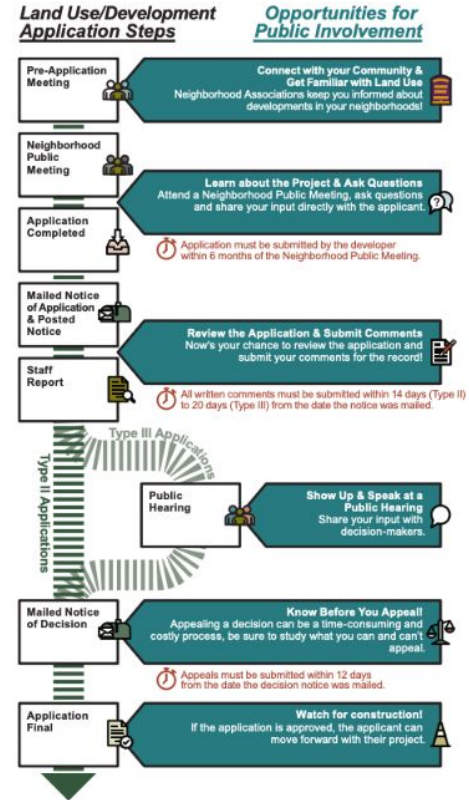 Land Use/Development
Application Steps
Opportunities for
Public Involvement
Pre-Application
Meeting
Connect with your Community &
Get Familiar with Land Use
Neighborhood Associations keep you informed about
developments in your neighborhoods!
Neighborhood
Public
Meeting
Learn about the Project & Ask Questions
Attend a Neighborhood Public Meeting, ask questions
and share your input directly with the applicant.
?
Application
Completed
Application must be submitted by the developer
within 6 months of the Neighborhood Public Meeting.
Mailed Notice
of Application
& Posted
Notice
Review the Application & Submit Comments
Now's your chance to review the application and
submit your comments for the record!
Staff
Report
All written comments must be submitted within 14 days (Type II)
to 20 days (Type III) from the date the notice was mailed.
Type III Applications
Type II Applications
Public
Hearing
Show Up & Speak at a
Public Hearing
Share your input with
decision-makers.
Mailed Notice
of Decision
Know Before You Appeal!
Appealing a decision can be a time-consuming and
costly process, be sure to study what you can and can't
appeal.
Appeals must be submitted within 12 days
from the date the decision notice was mailed.
Application
Final
Watch for construction!
If the application is approved, the applicant can
move forward with their project.